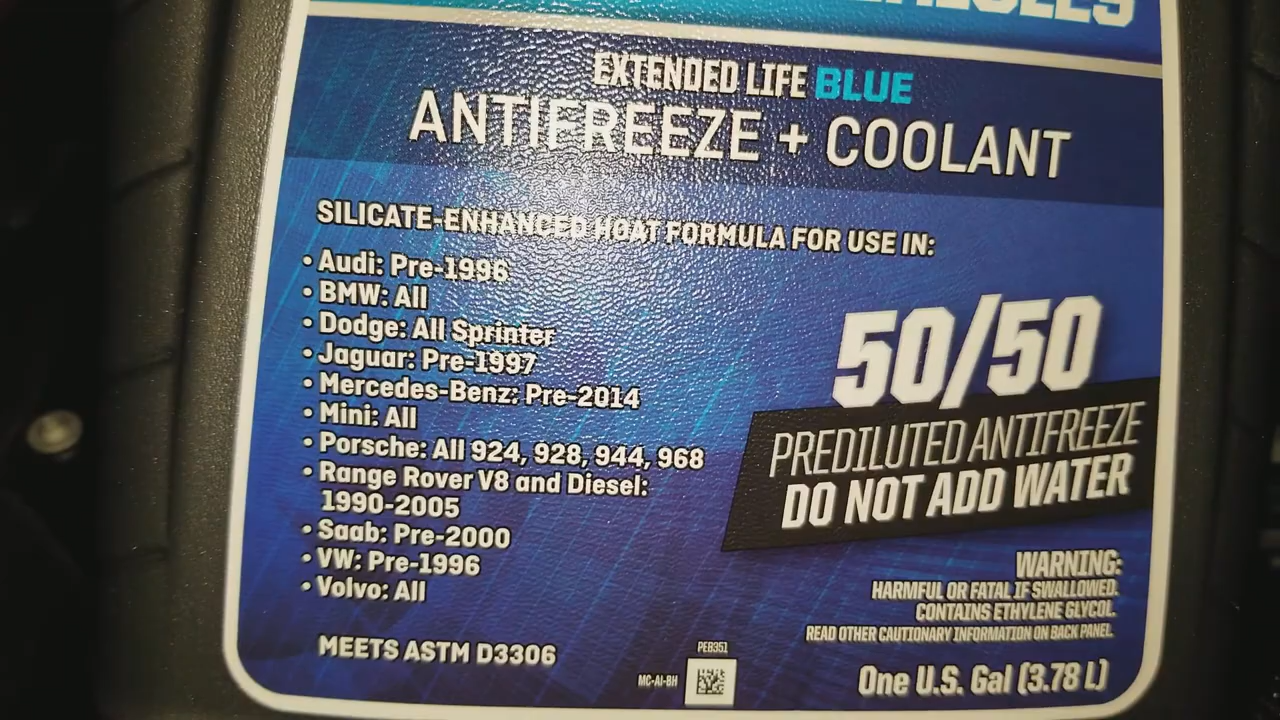 EXTENDED LIFE BLUE
ANTIFREEZE + COOLANT
SILICATE-ENHANCED HOAT FORMULA FOR USE IN:
• Audi: Pre-1996
• BMW: All
• Dodge: All Sprinter
• Jaguar: Pre-1997
• Mercedes-Benz: Pre-2014
• Mini: All
• Porsche: All 924, 928, 944, 968
• Range Rover V8 and Diesel:
1990-2005
• Saab: Pre-2000
• VW: Pre-1996
• Volvo: All
MEETS ASTM D3306
50/50
PREDILUTED ANTIFREEZE
DO NOT ADD WATER
WARNING:
HARMFUL OR FATAL IF SWALLOWED.
CONTAINS ETHYLENE GLYCOL.
READ OTHER CAUTIONARY INFORMATION ON BACK PANEL.
PEB351
MC-AI-BH
One U.S. Gal (3.78 L)